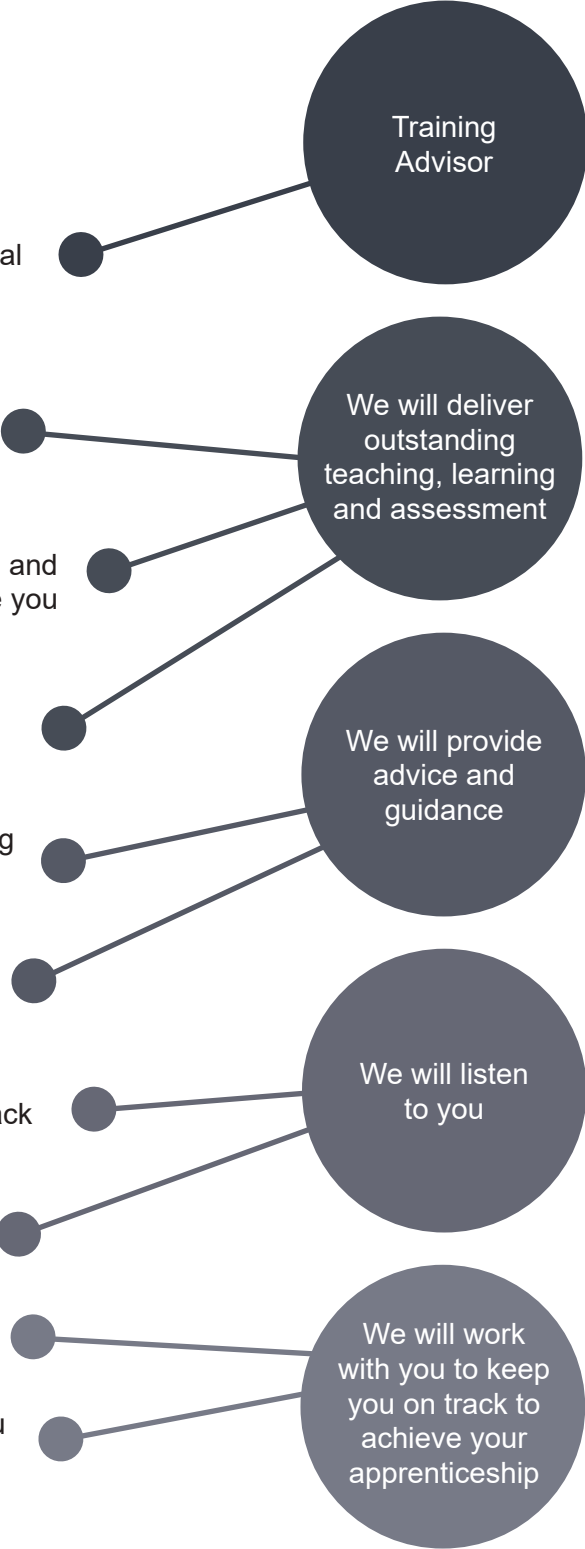 Training
Advisor
al
We will deliver
outstanding
teaching, learning
and assessment
and
e you
We will provide
advice and
guidance
g
We will listen
to you
ack
We will work
with you to keep
you on track to
achieve your
apprenticeship
u